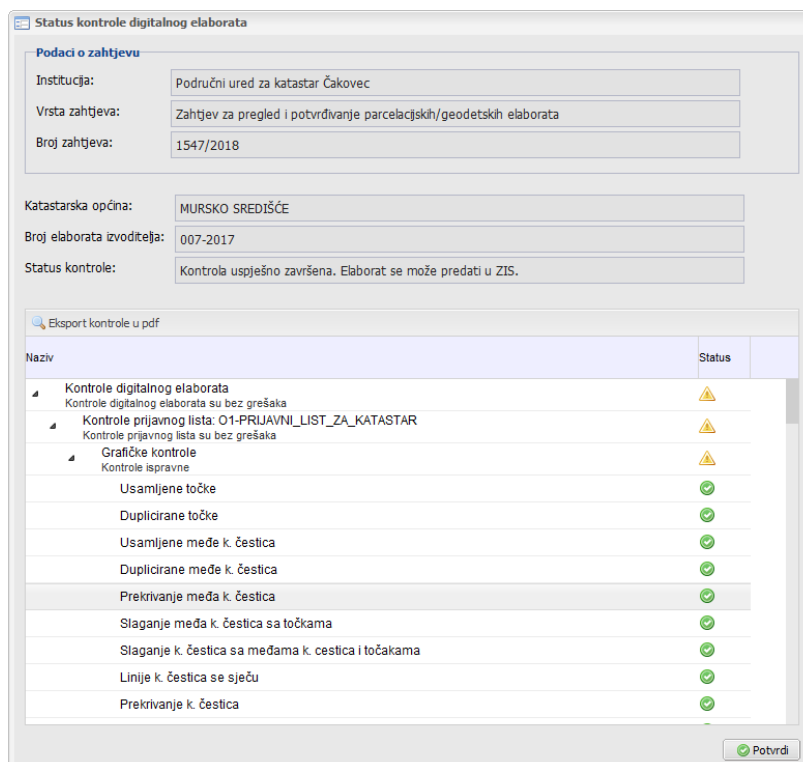 Status kontrole digitalnog elaborata
Podaci o zahtjevu
Institucija: Područni ured za katastar Čakovec
Vrsta zahtjeva: Zahtjev za pregled i potvrđivanje parcelacijskih/geodetskih elaborata
Broj zahtjeva: 1547/2018
Katastarska općina: MURSKO SREDIŠĆE
Broj elaborata izvoditelja: 007-2017
Status kontrole: Kontrola uspješno završena. Elaborat se može predati u ZIS.
Eksport kontrole u pdf
Naziv Status
Kontrole digitalnog elaborata
Kontrole digitalnog elaborata su bez grešaka
Kontrole prijavnog lista: O1-PRIJAVNI_LIST_ZA_KATASTAR
Kontrole prijavnog lista su bez grešaka
Grafičke kontrole
Kontrole ispravne
Usamljene točke
Duplicirane točke
Usamljene međe k. čestica
Duplicirane međe k. čestica
Prekrivanje međa k. čestica
Slaganje međa k. čestica sa točkama
Slaganje k. čestica sa međama k. cestica i točakama
Linije k. čestica se sječu
Prekrivanje k. čestica
Potvrdi